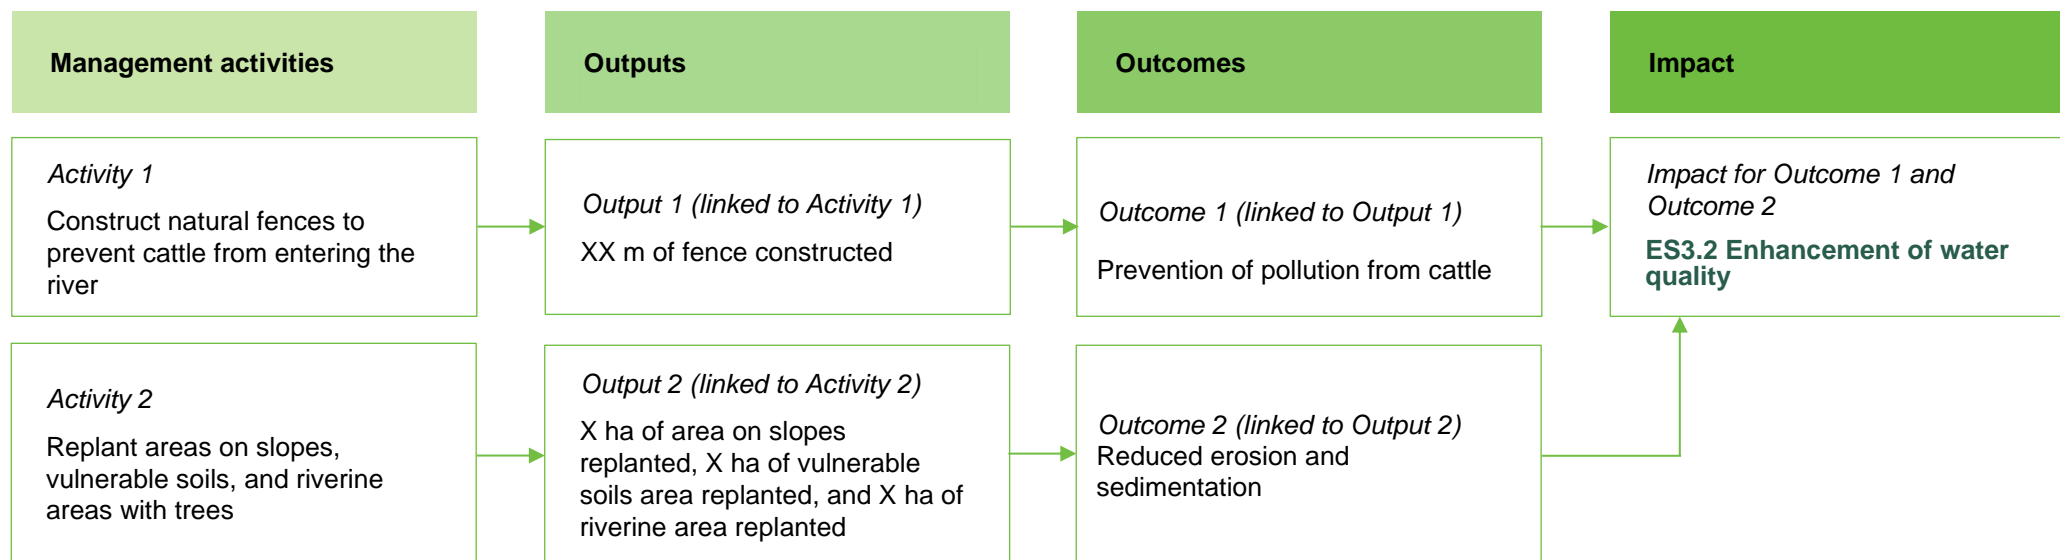 Management activities
Outputs
Outcomes
Impact
Activity 1
Construct natural fences to
prevent cattle from entering the
river
Output 1 (linked to Activity 1)
XX m of fence constructed
Outcome 1 (linked to Output 1)
Prevention of pollution from cattle
Impact for Outcome 1 and
Outcome 2
ES3.2 Enhancement of water
quality
Activity 2
Replant areas on slopes,
vulnerable soils, and riverine
areas with trees
Output 2 (linked to Activity 2)
X ha of area on slopes
replanted, X ha of vulnerable
soils area replanted, and X ha of
riverine area replanted
Outcome 2 (linked to Output 2)
Reduced erosion and
sedimentation